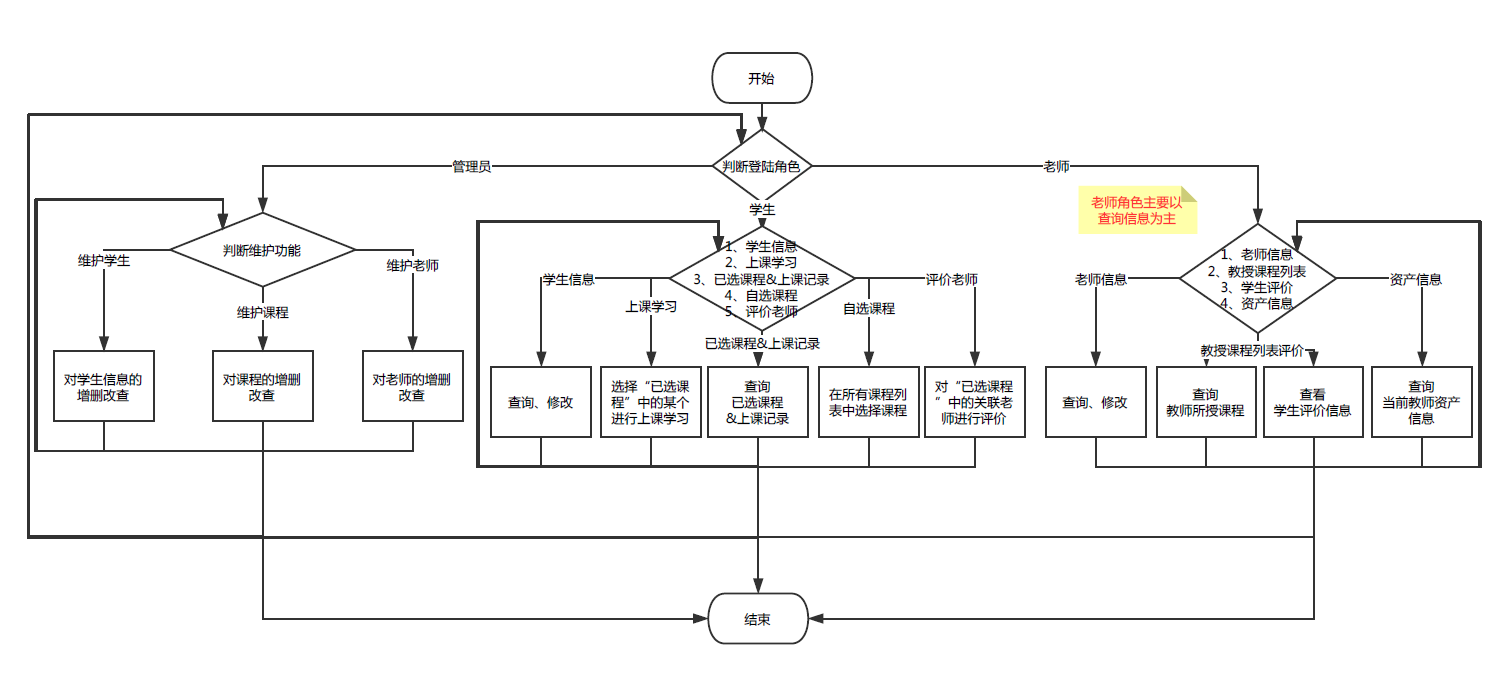 开始
判断登陆角色
管理员
学生
老师
老师角色主要以
查询信息为主
判断维护功能
维护学生
维护课程
维护老师
对学生信息的
增删改查
对课程的增删
改查
对老师的增删
改查
1、学生信息
2、上课学习
3、已选课程&上课记录
4、自选课程
5、评价老师
学生信息
上课学习
已选课程&上课记录
自选课程
评价老师
查询、修改
选择“已选课
程”中的某个
进行上课学习
查询
已选课程
&上课记录
在所有课程列
表中选择课程
对“已选课程
”中的关联老
师进行评价
1、老师信息
2、教授课程列表
3、学生评价
4、资产信息
老师信息
教授课程列表评价
资产信息
查询、修改
查询
教师所授课程
查看
学生评价信息
查询
当前教师资产
信息
结束